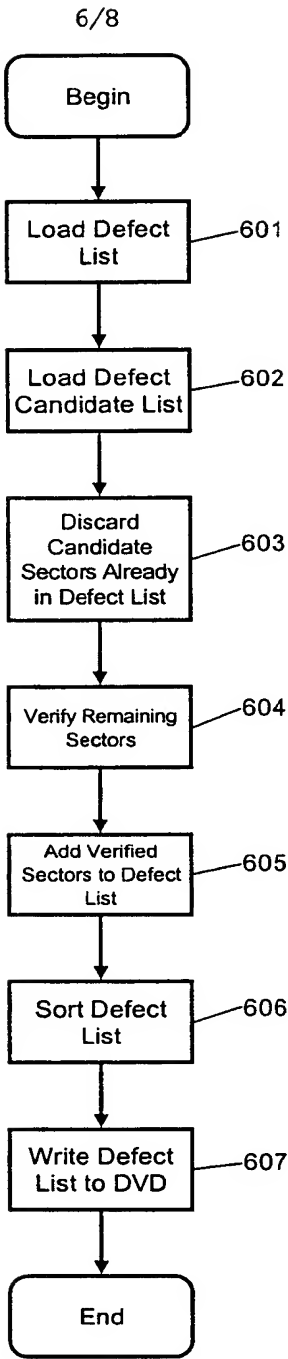 6/8
Begin
Load Defect
List
601
Load Defect
Candidate List
602
Discard
Candidate
Sectors Already
in Defect List
603
Verify Remaining
Sectors
604
Add Verified
Sectors to Defect
List
605
Sort Defect
List
606
Write Defect
List to DVD
607
End